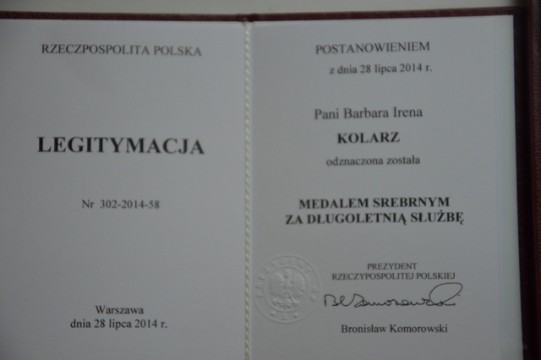 RZECZPOSPOLITA POLSKA
LEGITYMACJA
Nr 302-2014-58
Warszawa
dnia 28 lipca 2014 r.
POSTANOWIENIEM
z dnia 28 lipca 2014 r.
Pani Barbara Irena
KOLARZ
odznaczona została
MEDALEM SREBRNYM
ZA DŁUGOLETNIĄ SŁUŻBĘ
PREZYDENT
RZECZYPOSPOLITEJ POLSKIEJ
Bronisław Komorowski